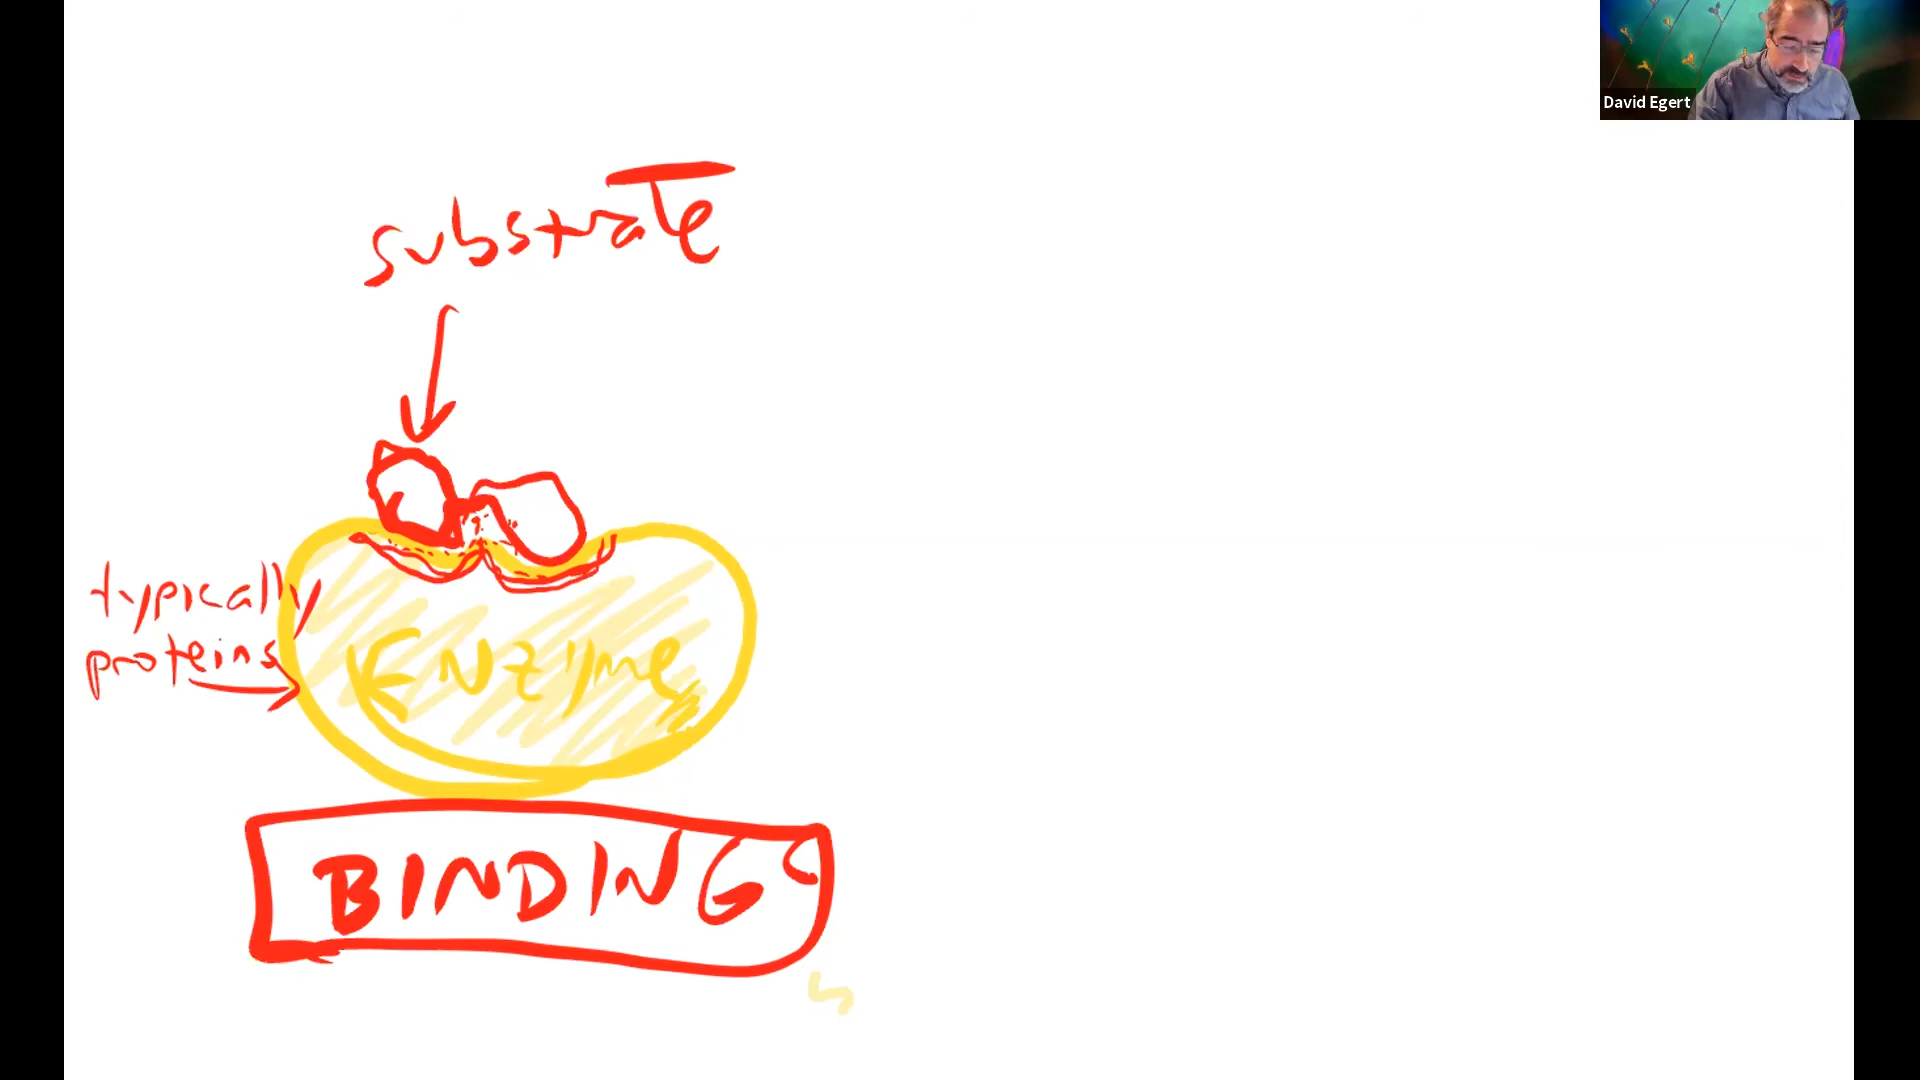 David Egert
substrate
typically
proteins
Enzyme
BINDING